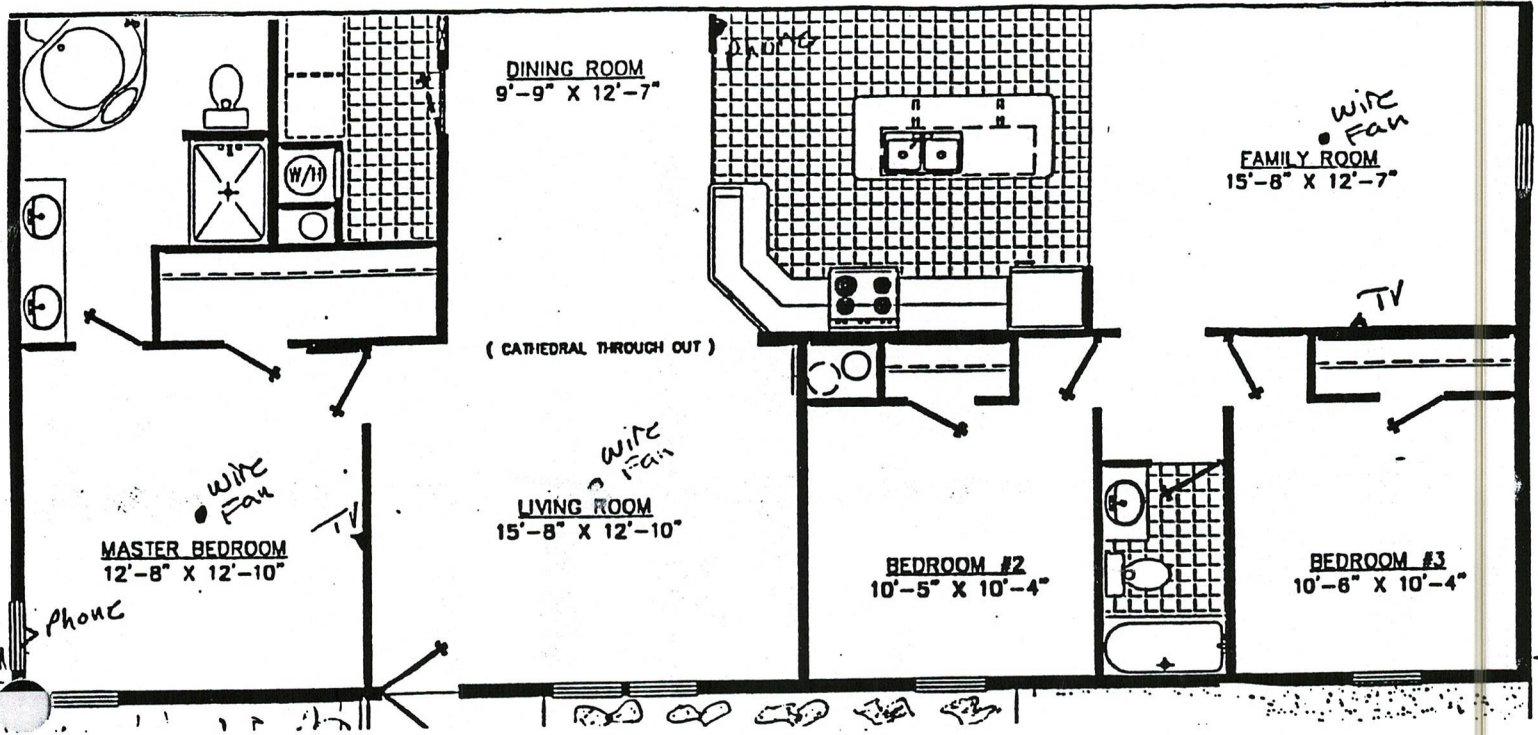 PHONE
DINING ROOM
9'-9" X 12'-7"
Wire
Fan
FAMILY ROOM
15'-8" X 12'-7"
W/H
TV
( CATHEDRAL THROUGH OUT )
Wire
Fan
LIVING ROOM
15'-8" X 12'-10"
Wire
Fan
TV
MASTER BEDROOM
12'-8" X 12'-10"
Phone
BEDROOM #2
10'-5" X 10'-4"
BEDROOM #3
10'-6" X 10'-4"